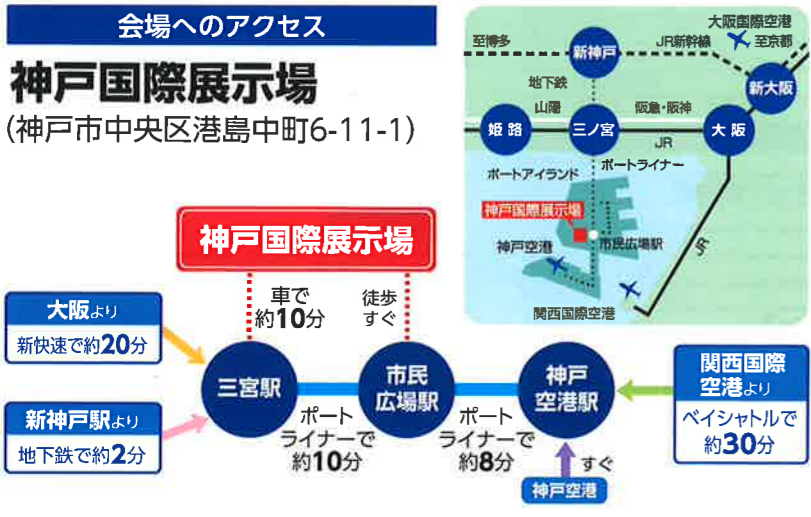 会場へのアクセス
神戸国際展示場
(神戸市中央区港島中町6-11-1)
大阪国際空港
至博多
新神戸
JR新幹線
至京都
新大阪
地下鉄
山陽
阪急・阪神
姫路
三ノ宮
大阪
JR
ポートライナー
ポートアイランド
神戸国際展示場
市民広場駅
神戸空港
JR
関西国際空港
神戸国際展示場
車で
約10分
徒歩
すぐ
大阪より
新快速で約20分
新神戸駅より
地下鉄で約2分
三宮駅
ポート
ライナーで
約10分
市民
広場駅
ポート
ライナーで
約8分
神戸
空港駅
すぐ
神戸空港
関西国際
空港より
ベイシャトルで
約30分